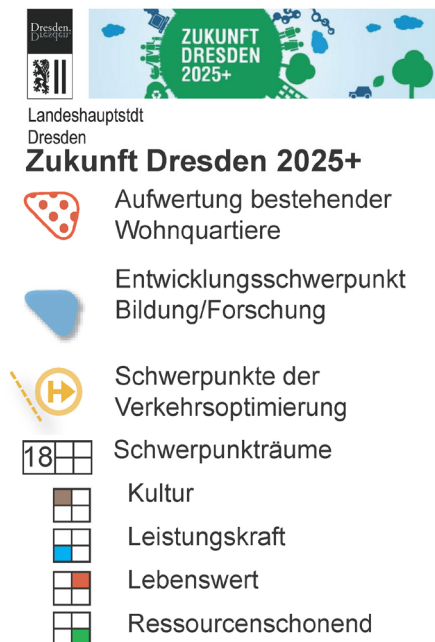 Dresden.
Dresden
ZUKUNFT
DRESDEN
2025+
Landeshauptstdt
Dresden
Zukunft Dresden 2025+
Aufwertung bestehender
Wohnquartiere
Entwicklungsschwerpunkt
Bildung/Forschung
H
Schwerpunkte der
Verkehrsoptimierung
18
Schwerpunkträume
Kultur
Leistungskraft
Lebenswert
Ressourcenschonend